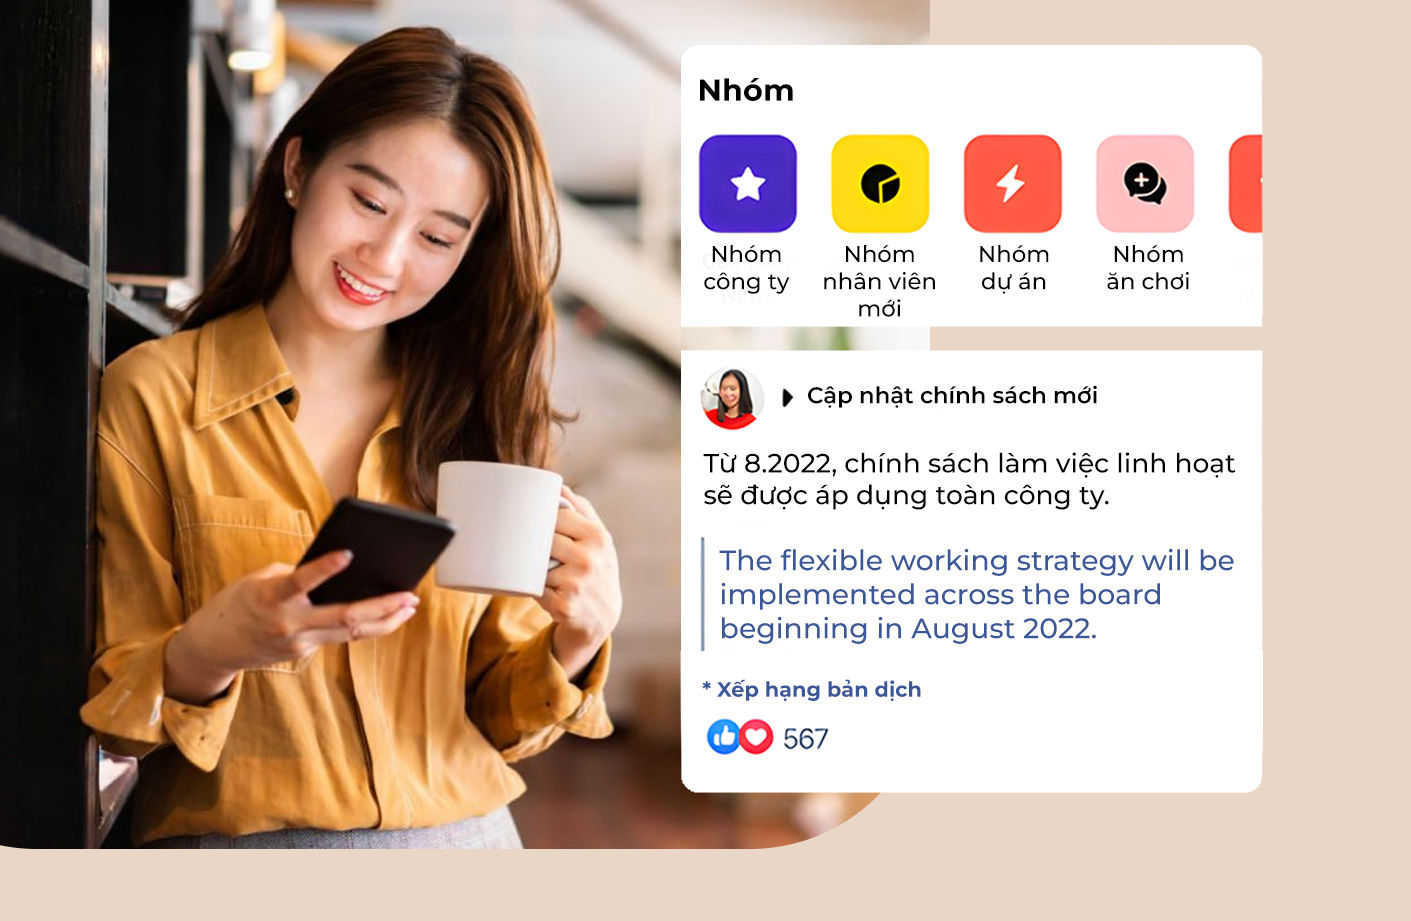 Nhóm
Nhóm
công ty
Nhóm
nhân viên
mới
Nhóm
dự án
Nhóm
ăn chơi
Cập nhật chính sách mới
Từ 8.2022, chính sách làm việc linh hoạt
sẽ được áp dụng toàn công ty.
The flexible working strategy will be
implemented across the board
beginning in August 2022.
* Xếp hạng bản dịch
567